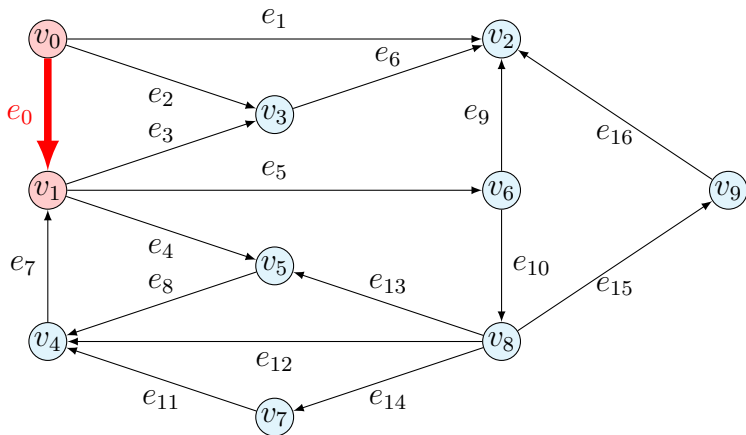 e₁
v₀
v₂
e₆
e₂
e₀
v₃
e₉
e₃
e₁₆
e₅
v₁
v₆
v₉
e₄
e₇
v₅
e₁₀
e₈
e₁₃
e₁₅
v₄
v₈
e₁₂
e₁₁
e₁₄
v₇